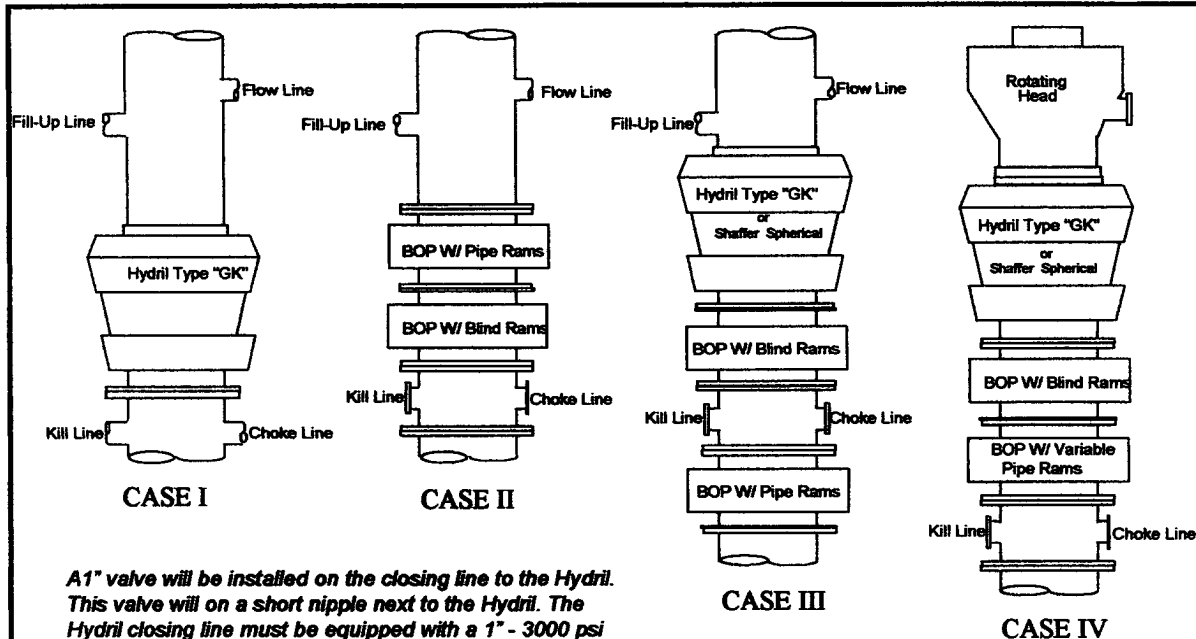 Flow Line
Fill-Up Line
Hydril Type "GK"
Kill Line
Choke Line
CASE I
Flow Line
Fill-Up Line
BOP W/ Pipe Rams
BOP W/ Blind Rams
Kill Line
Choke Line
CASE II
Flow Line
Fill-Up Line
Hydril Type "GK"
or
Shaffer Spherical
BOP W/ Blind Rams
Kill Line
Choke Line
BOP W/ Pipe Rams
CASE III
Rotating
Head
Hydril Type "GK"
or
Shaffer Spherical
BOP W/ Blind Rams
BOP W/ Variable
Pipe Rams
Kill Line
Choke Line
CASE IV
A1" valve will be installed on the closing line to the Hydril.
This valve will on a short nipple next to the Hydril. The
Hydril closing line must be equipped with a 1" - 3000 psi